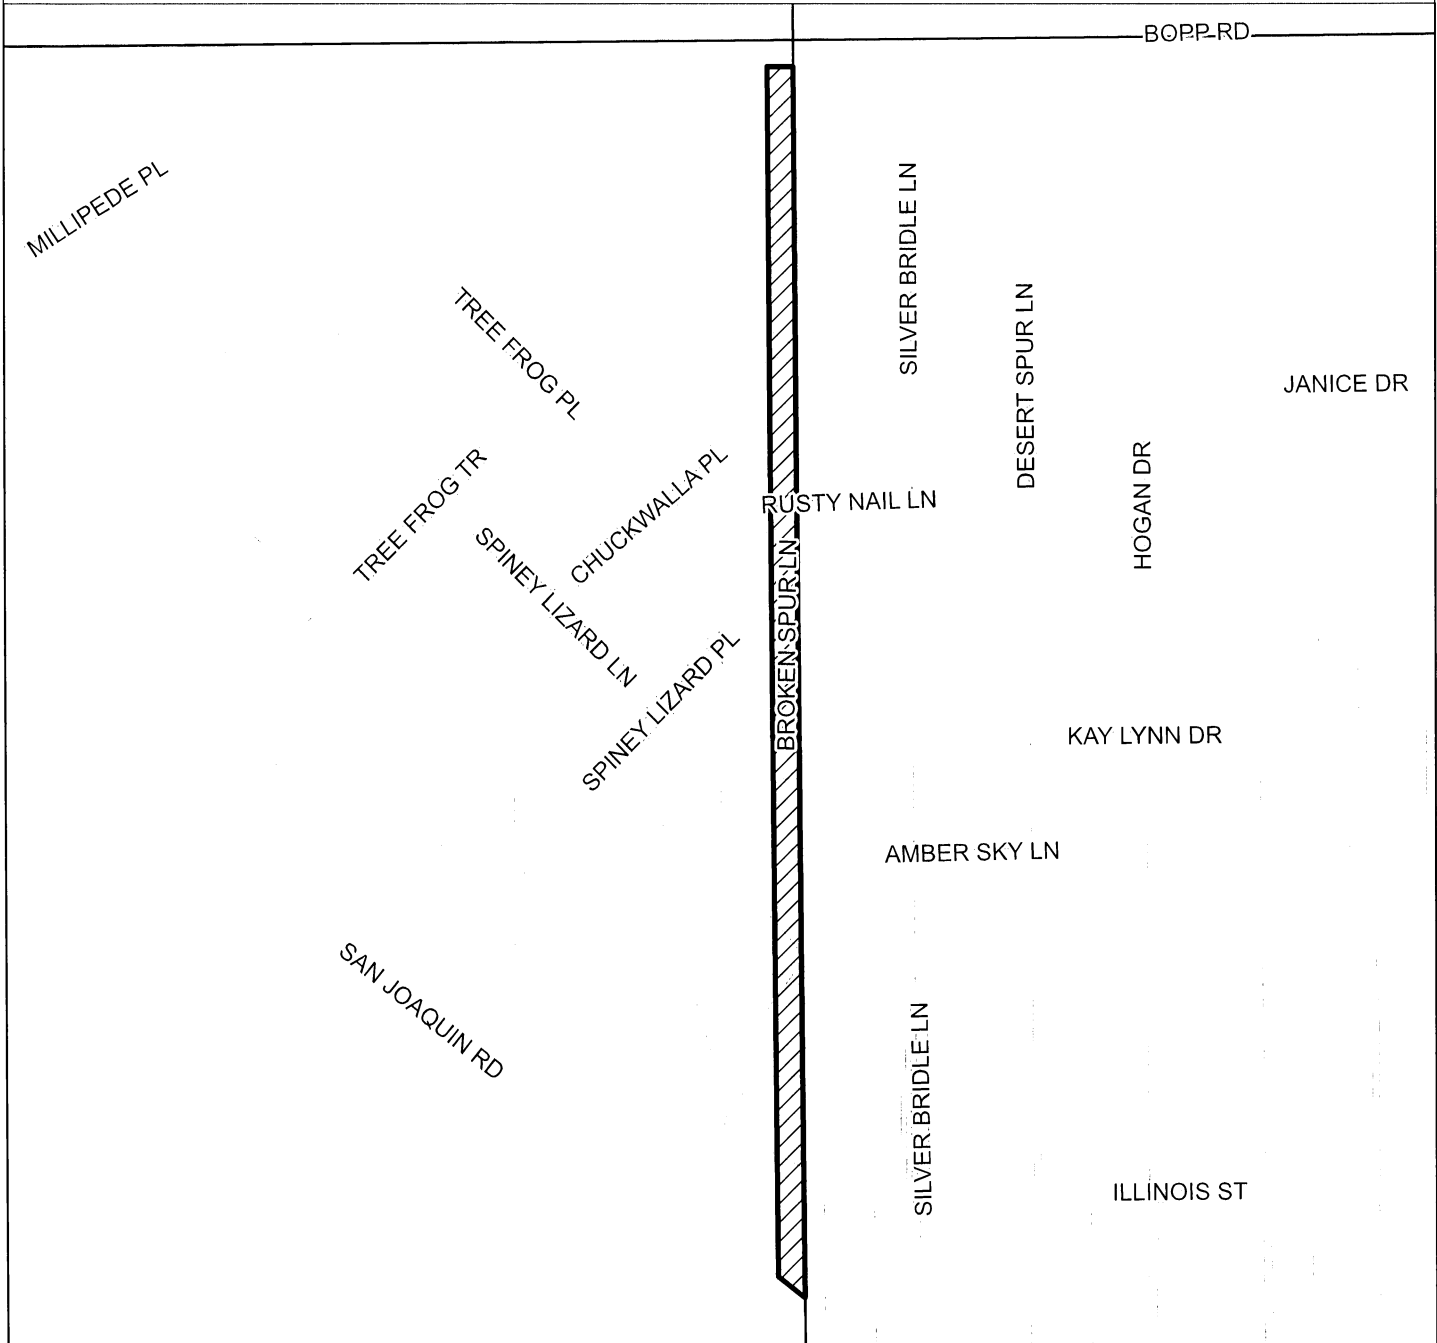 BOPP RD
MILLIPEDE PL
SILVER BRIDLE LN
TREE FROG PL
DESERT SPUR LN
JANICE DR
TREE FROG TR
CHUCKWALLA PL
HOGAN DR
RUSTY NAIL LN
SPINEY LIZARD LN
BROKEN SPUR LN
SPINEY LIZARD PL
KAY LYNN DR
AMBER SKY LN
SAN JOAQUIN RD
SILVER BRIDLE LN
ILLINOIS ST